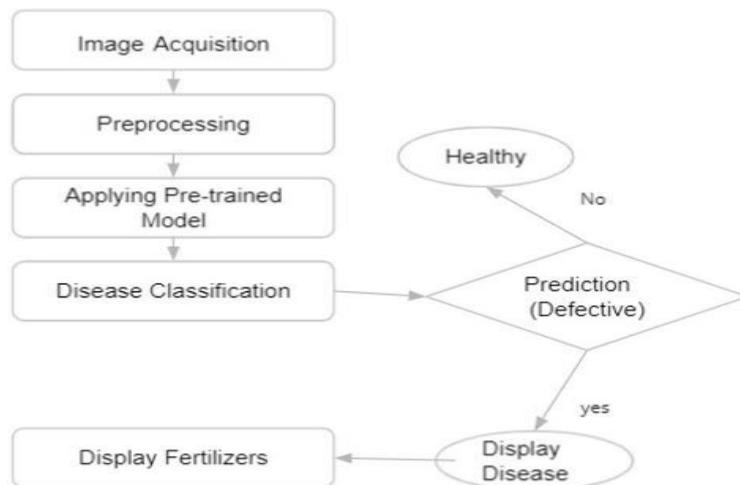 Image Acquisition
Preprocessing
Applying Pre-trained
Model
Disease Classification
Healthy
No
Prediction
(Defective)
yes
Display
Disease
Display Fertilizers